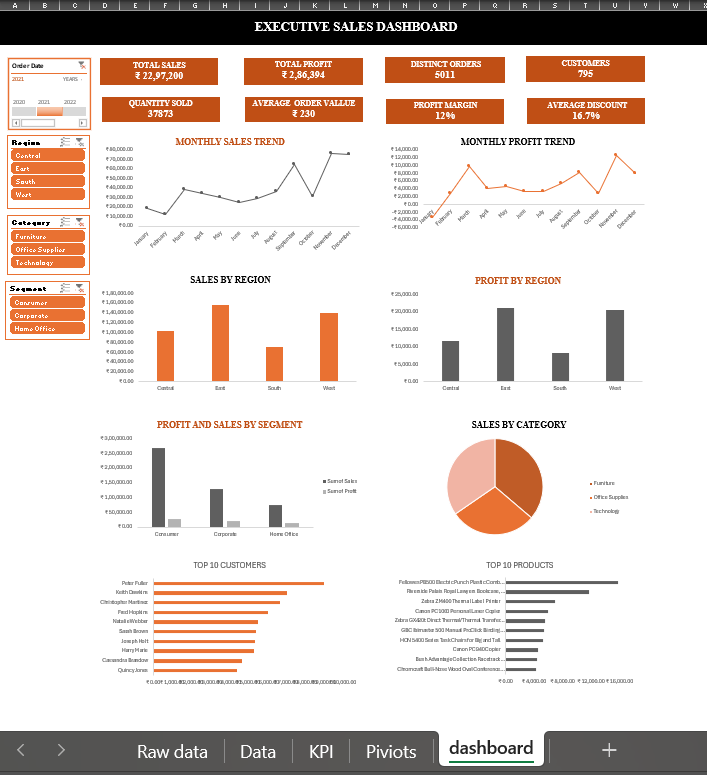 A B C D E F G H I J K L M N O P Q R S T U V W X
EXECUTIVE SALES DASHBOARD
Order Date
2021 YEARS
2020 2021 2022
TOTAL SALES
₹ 22,97,200
TOTAL PROFIT
₹ 2,86,394
DISTINCT ORDERS
5011
CUSTOMERS
795
QUANTITY SOLD
37873
AVERAGE ORDER VALLUE
₹ 230
PROFIT MARGIN
12%
AVERAGE DISCOUNT
16.7%
Region
Central
East
South
West
Category
Furniture
Office Supplies
Technology
Segment
Consumer
Corporate
Home Office
MONTHLY SALES TREND
₹80,000.00
₹70,000.00
₹60,000.00
₹50,000.00
₹40,000.00
₹30,000.00
₹20,000.00
₹10,000.00
₹0.00
January February March April May June July August September October November December
MONTHLY PROFIT TREND
₹14,000.00
₹12,000.00
₹10,000.00
₹8,000.00
₹6,000.00
₹4,000.00
₹2,000.00
₹0.00
-₹2,000.00
-₹4,000.00
-₹6,000.00
January February March April May June July August September October November December
SALES BY REGION
₹1,80,000.00
₹1,60,000.00
₹1,40,000.00
₹1,20,000.00
₹1,00,000.00
₹80,000.00
₹60,000.00
₹40,000.00
₹20,000.00
₹0.00
Central East South West
PROFIT BY REGION
₹25,000.00
₹20,000.00
₹15,000.00
₹10,000.00
₹5,000.00
₹0.00
Central East South West
PROFIT AND SALES BY SEGMENT
₹3,00,000.00
₹2,50,000.00
₹2,00,000.00
₹1,50,000.00
₹1,00,000.00
₹50,000.00
₹0.00
Consumer Corporate Home Office
Sum of Sales
Sum of Profit
SALES BY CATEGORY
Furniture
Office Supplies
Technology
TOP 10 CUSTOMERS
Peter Fuller
Keith Dawkins
Christopher Martinez
Fred Hopkins
Natalie Webber
Sarah Brown
Joseph Holt
Harry Marie
Cassandra Brandow
Quincy Jones
TOP 10 PRODUCTS
Fellowes PB500 Electric Punch Plastic Comb...
Riverside Palais Royal Lawyers Bookcase,...
Zebra ZM400 Thermal Label Printer
Canon PC1060 Personal Laser Copier
Zebra GX420t Direct Thermal/Thermal Transfer...
GBC Ibimaster 500 Manual ProClick Binding...
HON 5400 Series Task Chairs for Big and Tall
Canon PC940 Copier
Bush Advantage Collection Racetrack...
Chromcraft Bull-Nose Wood Oval Conference...
₹0.00 ₹4,000.00 ₹8,000.00 ₹12,000.00 ₹16,000.00
Raw data Data KPI Piviots dashboard